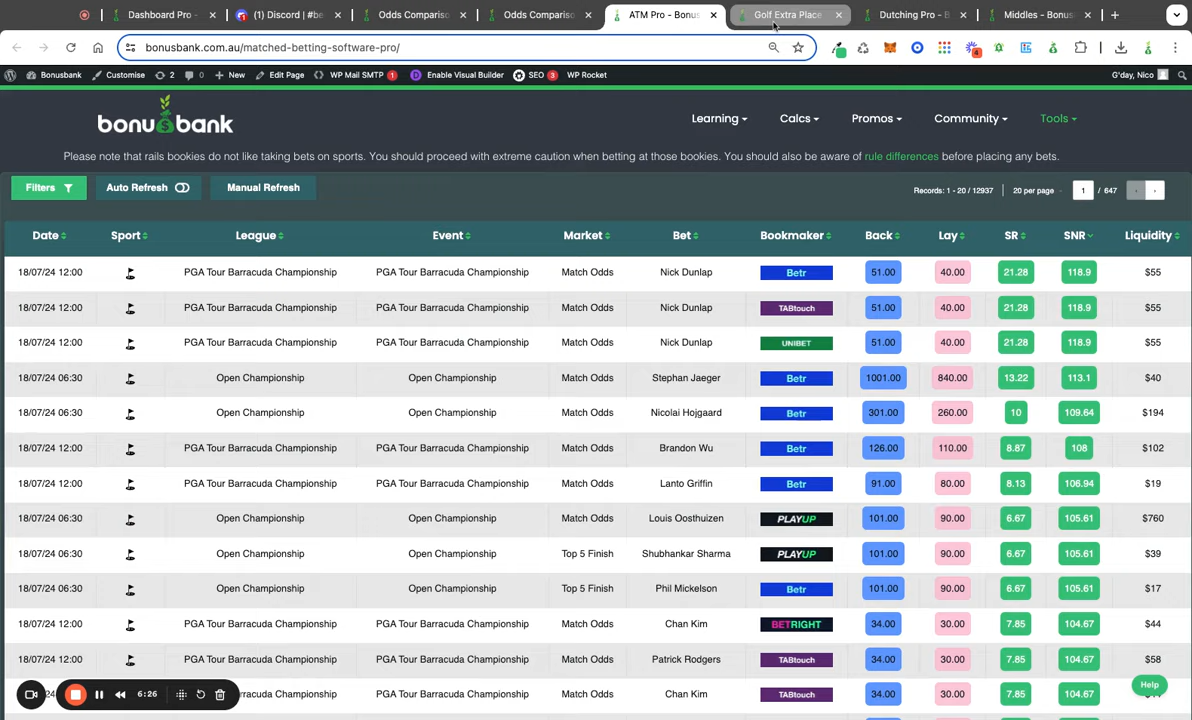 Dashboard Pro -
(1) Discord | #be
Odds Compariso
Odds Compariso
ATM Pro - Bonus
Golf Extra Place
Dutching Pro - B
Middles - Bonus
bonusbank.com.au/matched-betting-software-pro/
4
Bonusbank
Customise
2
0
New
Edit Page
WP Mail SMTP 1
Enable Visual Builder
SEO 3
WP Rocket
G'day, Nico
bonusbank
Learning
Calcs
Promos
Community
Tools
Please note that rails bookies do not like taking bets on sports. You should proceed with extreme caution when betting at those bookies. You should also be aware of rule differences before placing any bets.
Filters
Auto Refresh
Manual Refresh
Records: 1 - 20 / 12937
20 per page
1 / 647
Date Sport League Event Market Bet Bookmaker Back Lay SR SNR Liquidity
18/07/24 12:00 PGA Tour Barracuda Championship PGA Tour Barracuda Championship Match Odds Nick Dunlap Betr 51.00 40.00 21.28 118.9 $55
18/07/24 12:00 PGA Tour Barracuda Championship PGA Tour Barracuda Championship Match Odds Nick Dunlap TABtouch 51.00 40.00 21.28 118.9 $55
18/07/24 12:00 PGA Tour Barracuda Championship PGA Tour Barracuda Championship Match Odds Nick Dunlap UNIBET 51.00 40.00 21.28 118.9 $55
18/07/24 06:30 Open Championship Open Championship Match Odds Stephan Jaeger Betr 1001.00 840.00 13.22 113.1 $40
18/07/24 06:30 Open Championship Open Championship Match Odds Nicolai Hojgaard Betr 301.00 260.00 10 109.64 $194
18/07/24 12:00 PGA Tour Barracuda Championship PGA Tour Barracuda Championship Match Odds Brandon Wu Betr 126.00 110.00 8.87 108 $102
18/07/24 12:00 PGA Tour Barracuda Championship PGA Tour Barracuda Championship Match Odds Lanto Griffin Betr 91.00 80.00 8.13 106.94 $19
18/07/24 06:30 Open Championship Open Championship Match Odds Louis Oosthuizen PLAYUP 101.00 90.00 6.67 105.61 $760
18/07/24 06:30 Open Championship Open Championship Top 5 Finish Shubhankar Sharma PLAYUP 101.00 90.00 6.67 105.61 $39
18/07/24 06:30 Open Championship Open Championship Top 5 Finish Phil Mickelson Betr 101.00 90.00 6.67 105.61 $17
18/07/24 12:00 PGA Tour Barracuda Championship PGA Tour Barracuda Championship Match Odds Chan Kim BETRIGHT 34.00 30.00 7.85 104.67 $44
18/07/24 12:00 PGA Tour Barracuda Championship PGA Tour Barracuda Championship Match Odds Patrick Rodgers TABtouch 34.00 30.00 7.85 104.67 $58
18/07/24 rracuda Championship PGA Tour Barracuda Championship Match Odds Chan Kim TABtouch 34.00 30.00 7.85 104.67
6:26
Help